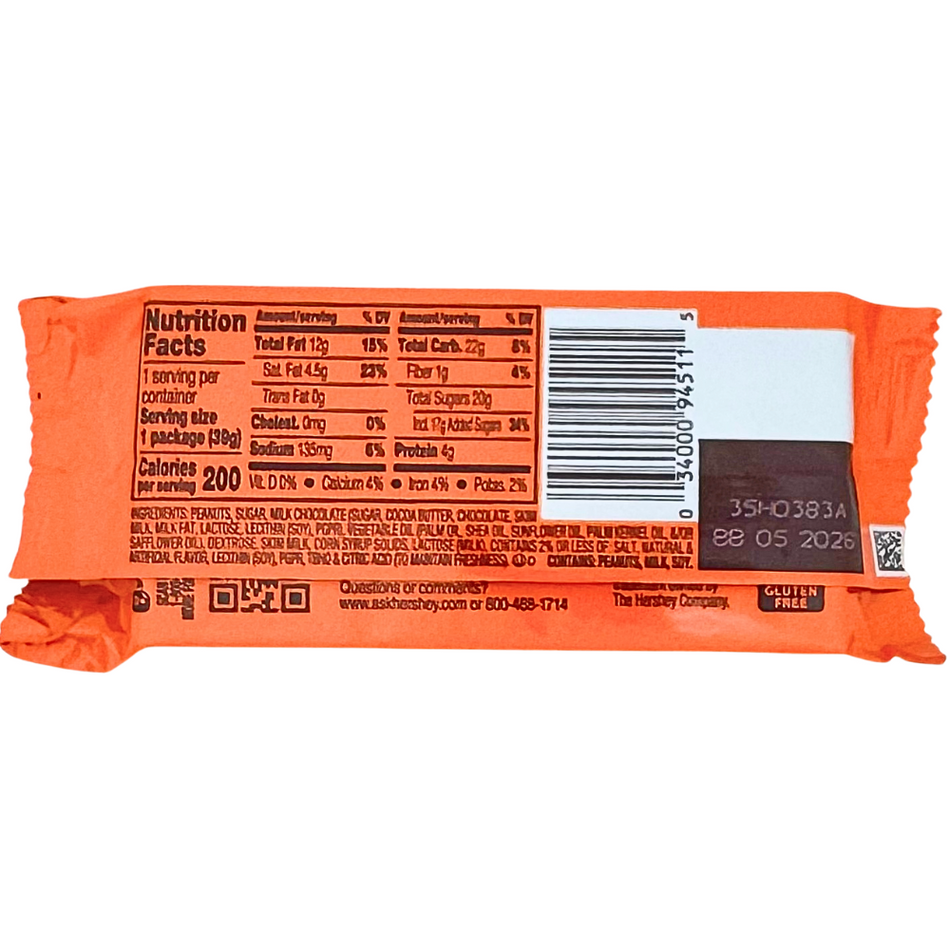 Nutrition
Facts
1 serving per
container
Serving size
1 package (39g)
Calories
per serving 200
Amount/serving % DV
Total Fat 12g 15%
Sat. Fat 4.5g 23%
Trans Fat 0g
Cholest. 0mg 0%
Sodium 135mg 6%
Amount/serving % DV
Total Carb. 22g 8%
Fiber 1g 4%
Total Sugars 20g
Incl. 17g Added Sugars 34%
Protein 4g
Vit. D 0% • Calcium 4% • Iron 4% • Potas. 2%
INGREDIENTS: PEANUTS, SUGAR, MILK CHOCOLATE (SUGAR, COCOA BUTTER, CHOCOLATE, SKIM
MILK, MILK FAT, LACTOSE, LECITHIN (SOY), PGPR), VEGETABLE OIL (PALM OIL, SHEA OIL, SUNFLOWER OIL, PALM KERNEL OIL, &/OR
SAFFLOWER OIL), DEXTROSE, SKIM MILK, CORN SYRUP SOLIDS, LACTOSE (MILK), CONTAINS 2% OR LESS OF: SALT, NATURAL &
ARTIFICIAL FLAVOR, LECITHIN (SOY), PGPR, TBHQ & CITRIC ACID (TO MAINTAIN FRESHNESS). CONTAINS: PEANUTS, MILK, SOY.
0 34000 94511 5
35HO383A
88 05 2026
Questions or comments?
www.askhershey.com or 800-468-1714
The Hershey Company.
GLUTEN
FREE